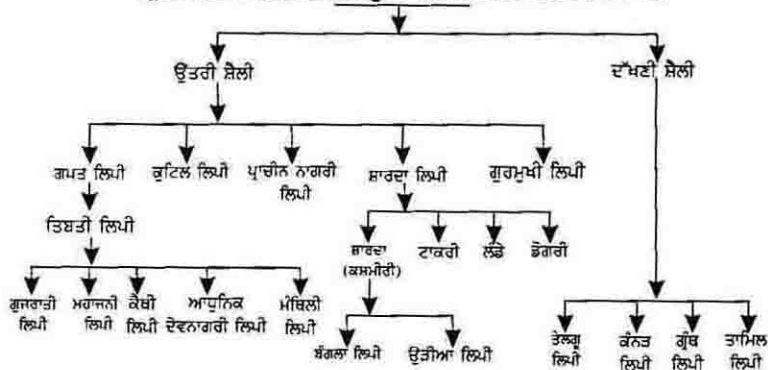 ਉੱਤਰੀ ਸ਼ੈਲੀ
ਦੱਖਣੀ ਸ਼ੈਲੀ
ਗਪਤ ਲਿਪੀ
ਕੁਟਿਲ ਲਿਪੀ
ਪ੍ਰਾਚੀਨ ਨਾਗਰੀ
ਲਿਪੀ
ਸ਼ਾਰਦਾ ਲਿਪੀ
ਗੁਰਮੁਖੀ ਲਿਪੀ
ਤਿਬਤੀ ਲਿਪੀ
ਸ਼ਾਰਦਾ
(ਕਸ਼ਮੀਰੀ)
ਟਾਕਰੀ
ਲੰਡੇ
ਡੋਗਰੀ
ਗੁਜਰਾਤੀ
ਲਿਪੀ
ਮਹਾਜਨੀ
ਲਿਪੀ
ਕੈਥੀ
ਲਿਪੀ
ਆਧੁਨਿਕ
ਦੇਵਨਾਗਰੀ ਲਿਪੀ
ਮੰਥਿਲੀ
ਲਿਪੀ
ਬੰਗਲਾ ਲਿਪੀ
ਉੜੀਆ ਲਿਪੀ
ਤੇਲਗੂ
ਲਿਪੀ
ਕੰਨੜ
ਲਿਪੀ
ਗ੍ਰੰਥ
ਲਿਪੀ
ਤਾਮਿਲ
ਲਿਪੀ